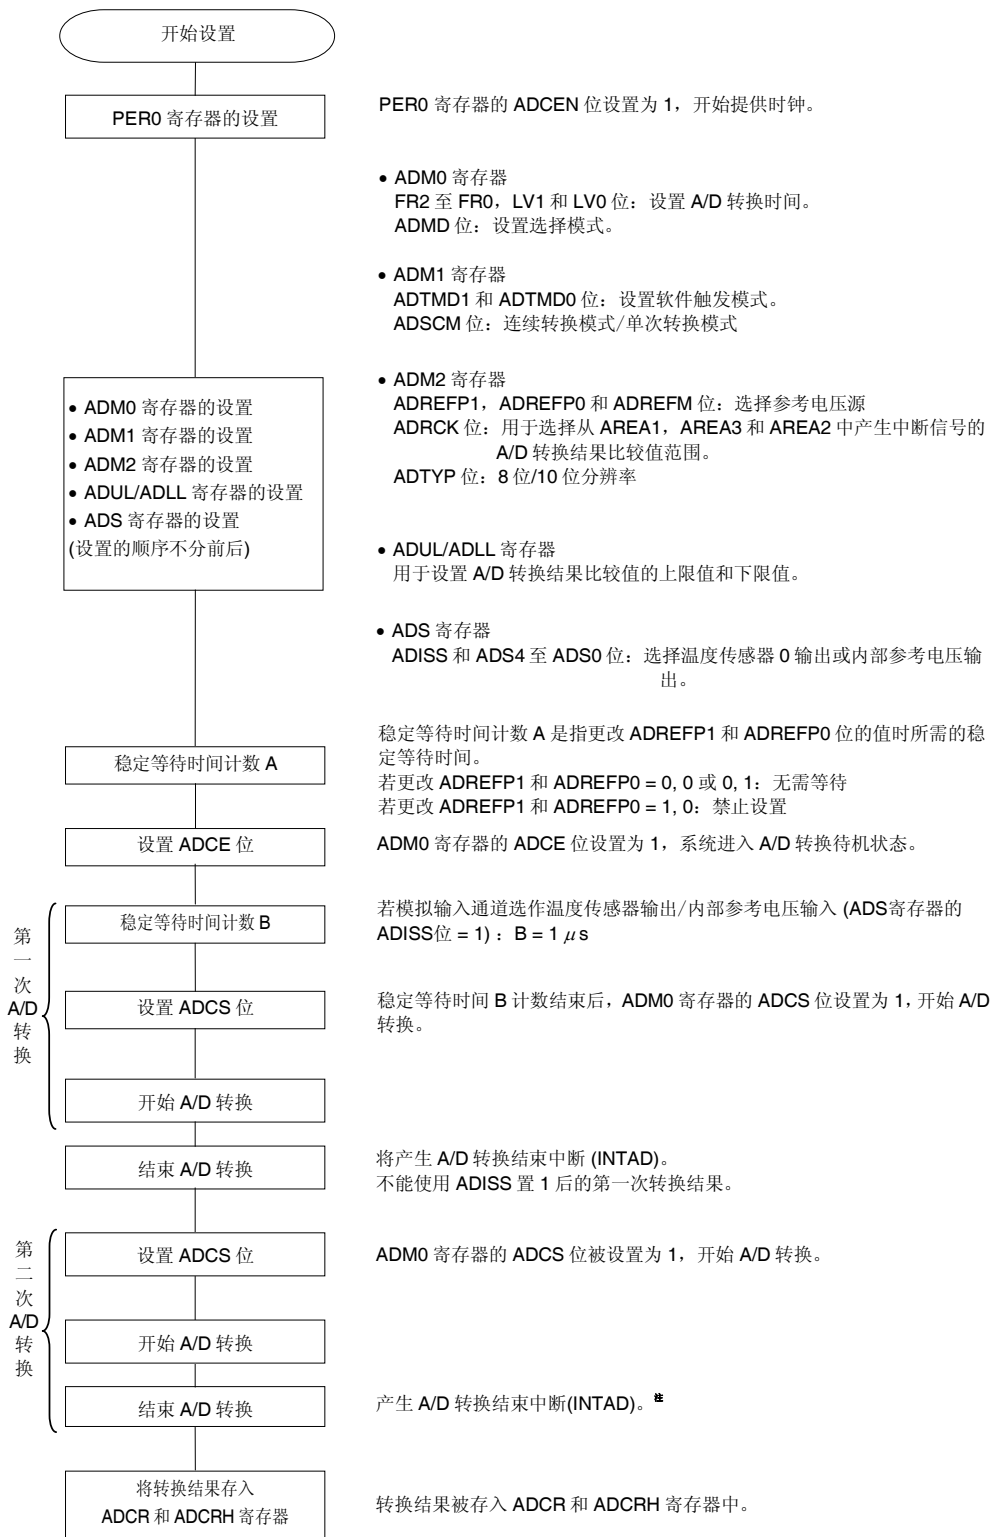 开始设置
PER0 寄存器的设置
PER0 寄存器的 ADCEN 位设置为 1，开始提供时钟。
• ADM0 寄存器的设置
• ADM1 寄存器的设置
• ADM2 寄存器的设置
• ADUL/ADLL 寄存器的设置
• ADS 寄存器的设置
(设置的顺序不分前后)
• ADM0 寄存器
FR2 至 FR0，LV1 和 LV0 位：设置 A/D 转换时间。
ADMD 位：设置选择模式。
• ADM1 寄存器
ADTMD1 和 ADTMD0 位：设置软件触发模式。
ADSCM 位：连续转换模式/单次转换模式
• ADM2 寄存器
ADREFP1，ADREFP0 和 ADREFM 位：选择参考电压源
ADRCK 位：用于选择从 AREA1，AREA3 和 AREA2 中产生中断信号的
A/D 转换结果比较值范围。
ADTYP 位：8 位/10 位分辨率
• ADUL/ADLL 寄存器
用于设置 A/D 转换结果比较值的上限值和下限值。
• ADS 寄存器
ADISS 和 ADS4 至 ADS0 位：选择温度传感器 0 输出或内部参考电压输
出。
稳定等待时间计数 A
稳定等待时间计数 A 是指更改 ADREFP1 和 ADREFP0 位的值时所需的稳
定等待时间。
若更改 ADREFP1 和 ADREFP0 = 0, 0 或 0, 1：无需等待
若更改 ADREFP1 和 ADREFP0 = 1, 0：禁止设置
设置 ADCE 位
ADM0 寄存器的 ADCE 位设置为 1，系统进入 A/D 转换待机状态。
第
一
次
A/D
转
换
稳定等待时间计数 B
若模拟输入通道选作温度传感器输出/内部参考电压输入 (ADS寄存器的
ADISS位 = 1)：B = 1 μs
设置 ADCS 位
稳定等待时间 B 计数结束后，ADM0 寄存器的 ADCS 位设置为 1，开始 A/D
转换。
开始 A/D 转换
结束 A/D 转换
将产生 A/D 转换结束中断 (INTAD)。
不能使用 ADISS 置 1 后的第一次转换结果。
第
二
次
A/D
转
换
设置 ADCS 位
ADM0 寄存器的 ADCS 位被设置为 1，开始 A/D 转换。
开始 A/D 转换
结束 A/D 转换
产生 A/D 转换结束中断(INTAD)。注
将转换结果存入
ADCR 和 ADCRH 寄存器
转换结果被存入 ADCR 和 ADCRH 寄存器中。